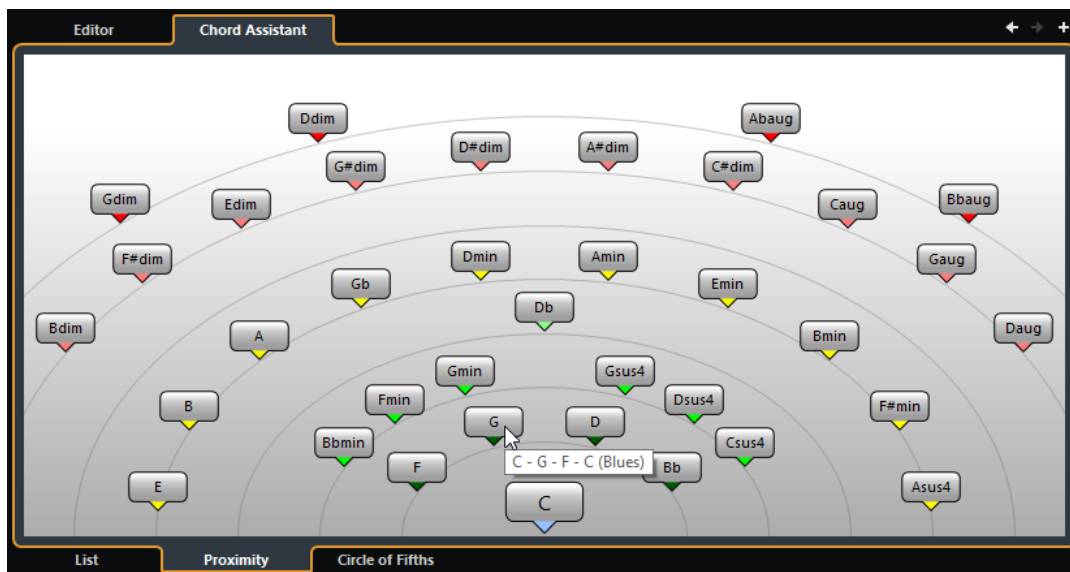 Editor
Chord Assistant
Ddim
Abaug
D#dim
A#dim
G#dim
C#dim
Gdim
Edim
Caug
Bbaug
F#dim
Dmin
Amin
Gaug
Gb
Emin
Db
Bdim
A
Bmin
Daug
Gmin
Gsus4
Fmin
Dsus4
B
F#min
G
D
Bbmin
Csus4
C - G - F - C (Blues)
F
Bb
E
Asus4
C
List
Proximity
Circle of Fifths